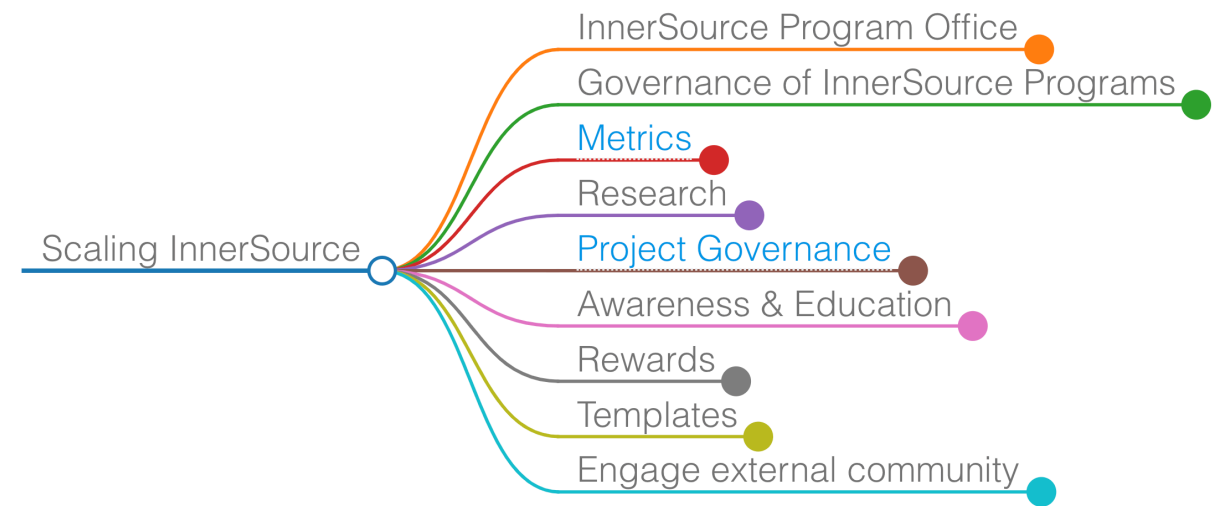 InnerSource Program Office
Governance of InnerSource Programs
Metrics
Research
Scaling InnerSource
Project Governance
Awareness & Education
Rewards
Templates
Engage external community